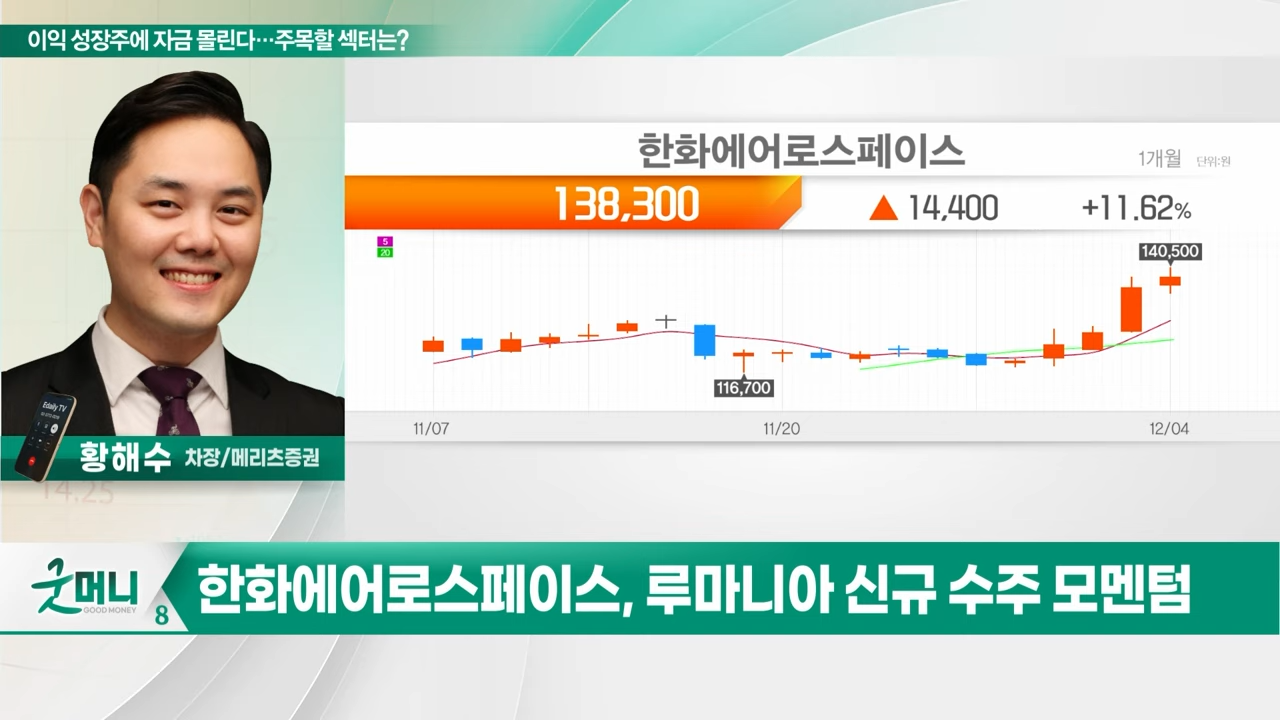 이익 성장주에 자금 몰린다…주목할 섹터는?
한화에어로스페이스
1개월 단위:원
138,300 ▲ 14,400 +11.62%
5
20
140,500
116,700
11/07 11/20 12/04
Edaily TV
황해수 차장/메리츠증권
14.25
굿머니
GOOD MONEY
8
한화에어로스페이스, 루마니아 신규 수주 모멘텀